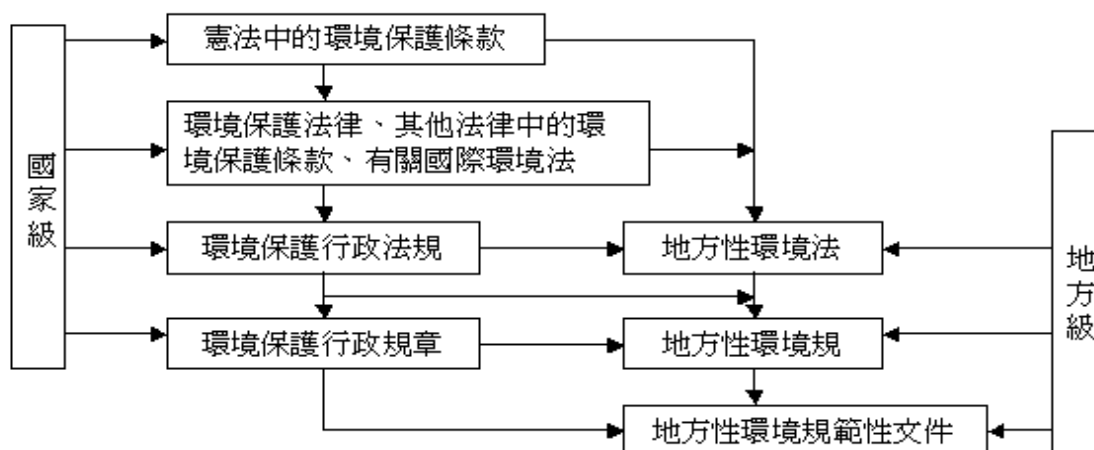 國家級
憲法中的環境保護條款
環境保護法律、其他法律中的環
境保護條款、有關國際環境法
環境保護行政法規
地方性環境法
環境保護行政規章
地方性環境規
地方性環境規範性文件
地方級